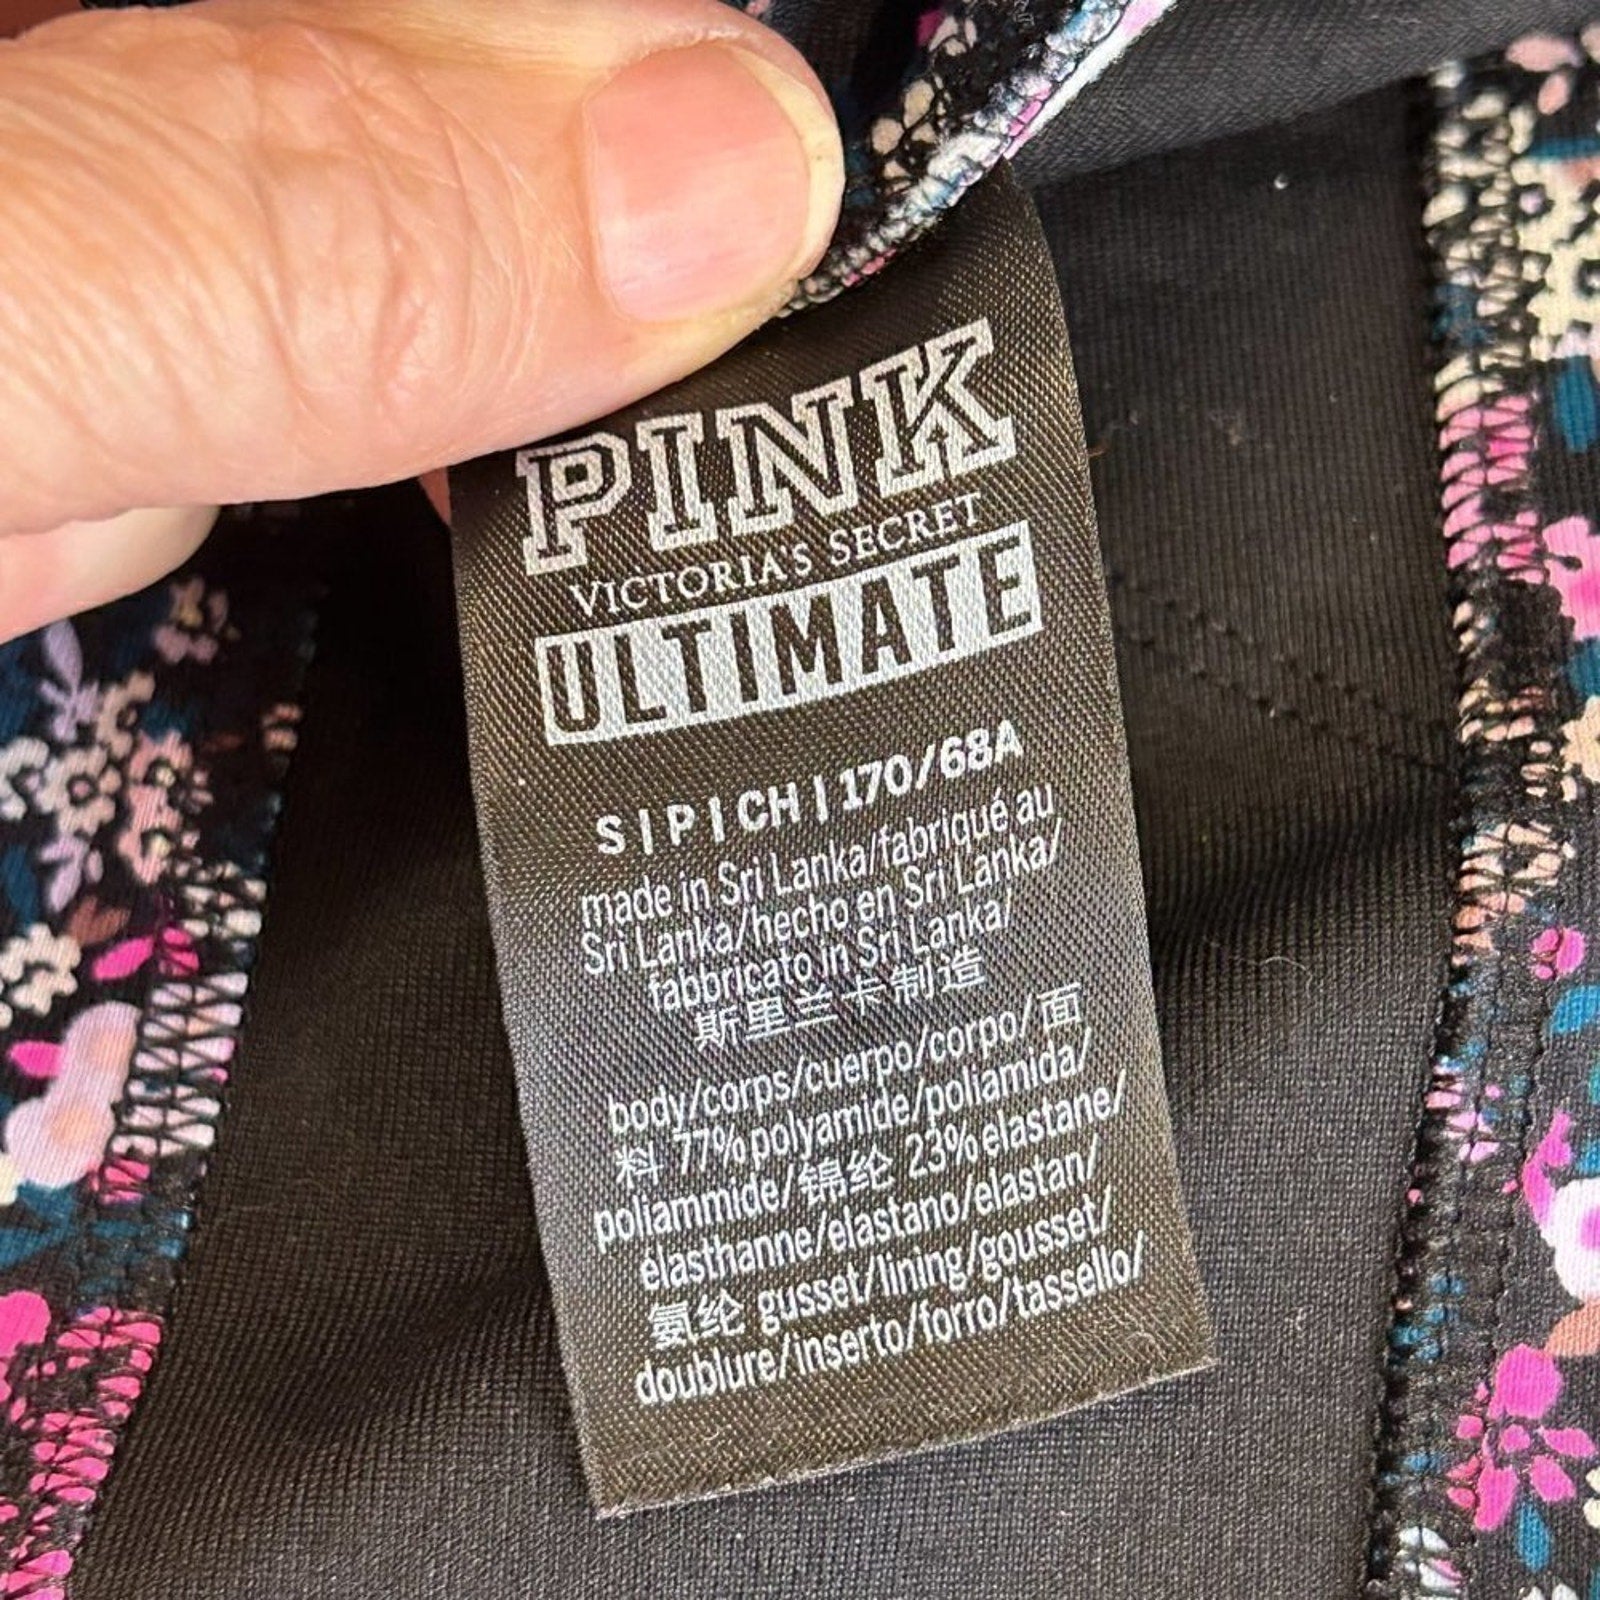 PINK
VICTORIA'S SECRET
ULTIMATE
S | P | CH | 170/68A
made in Sri Lanka/fabriqué au
Sri Lanka/hecho en Sri Lanka/
fabbricato in Sri Lanka/
斯里兰卡制造
body/corps/cuerpo/corpo/面
料 77%polyamide/poliamida/
poliammide/锦纶 23%elastane/
élasthanne/elastano/elastan/
氨纶 gusset/lining/gousset/
doublure/inserto/forro/tassello/